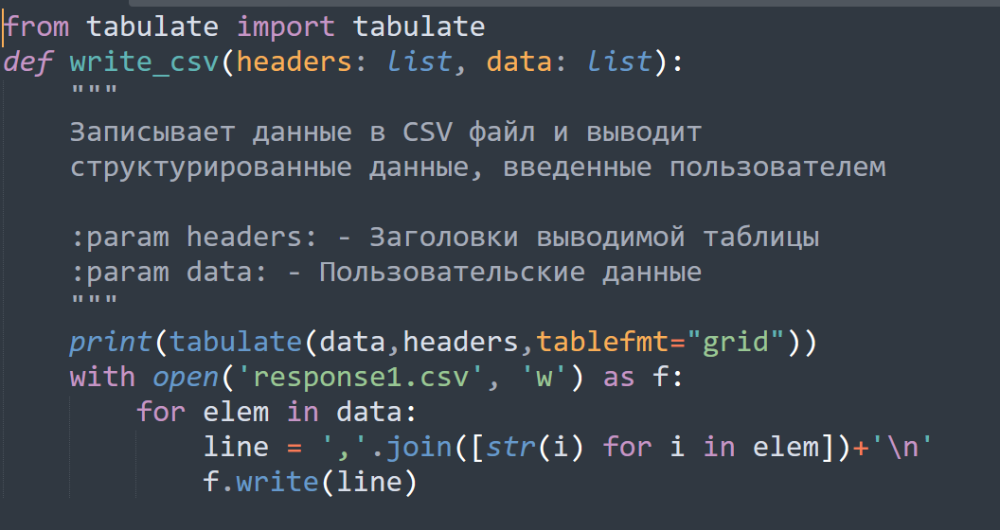 from tabulate import tabulate
def write_csv(headers: list, data: list):
    """
    Записывает данные в CSV файл и выводит
    структурированные данные, введенные пользователем

    :param headers: - Заголовки выводимой таблицы
    :param data: - Пользовательские данные
    """
    print(tabulate(data,headers,tablefmt="grid"))
    with open('response1.csv', 'w') as f:
        for elem in data:
            line = ','.join([str(i) for i in elem])+'\n'
            f.write(line)